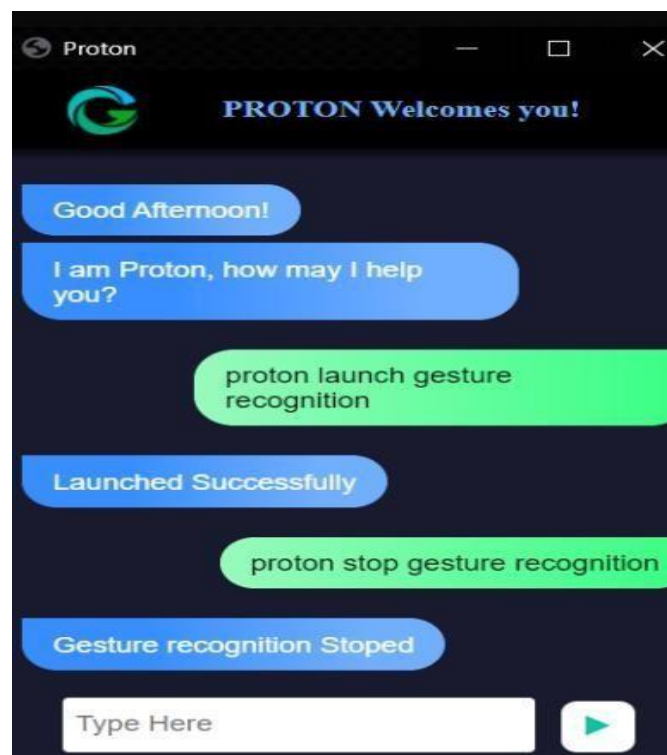 Proton
PROTON Welcomes you!
Good Afternoon!
I am Proton, how may I help
you?
proton launch gesture
recognition
Launched Successfully
proton stop gesture recognition
Gesture recognition Stoped
Type Here